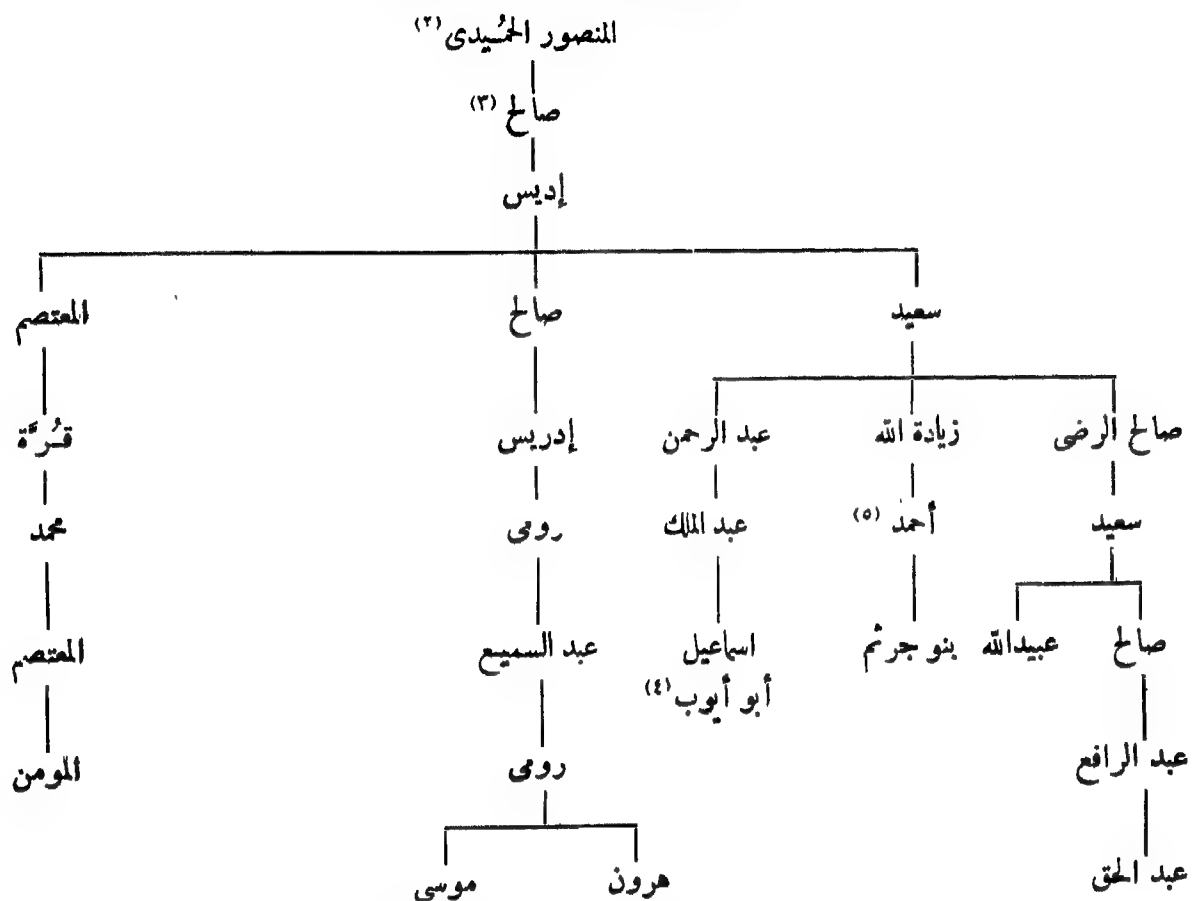 المنصور الحُميدى (٢)
صالح (٣)
إديس
سعيد
صالح
المعتصم
صالح الرضى
زيادة الله
عبد الرحمن
إدريس
قُرَّة
سعيد
أحمد (٥)
عبد الملك
رومى
محمد
صالح
عبيدالله
بنو جرثم
اسماعيل
أبو أيوب (٤)
عبد السميع
المعتصم
عبد الرافع
رومى
المومن
عبد الحق
هرون
موسى